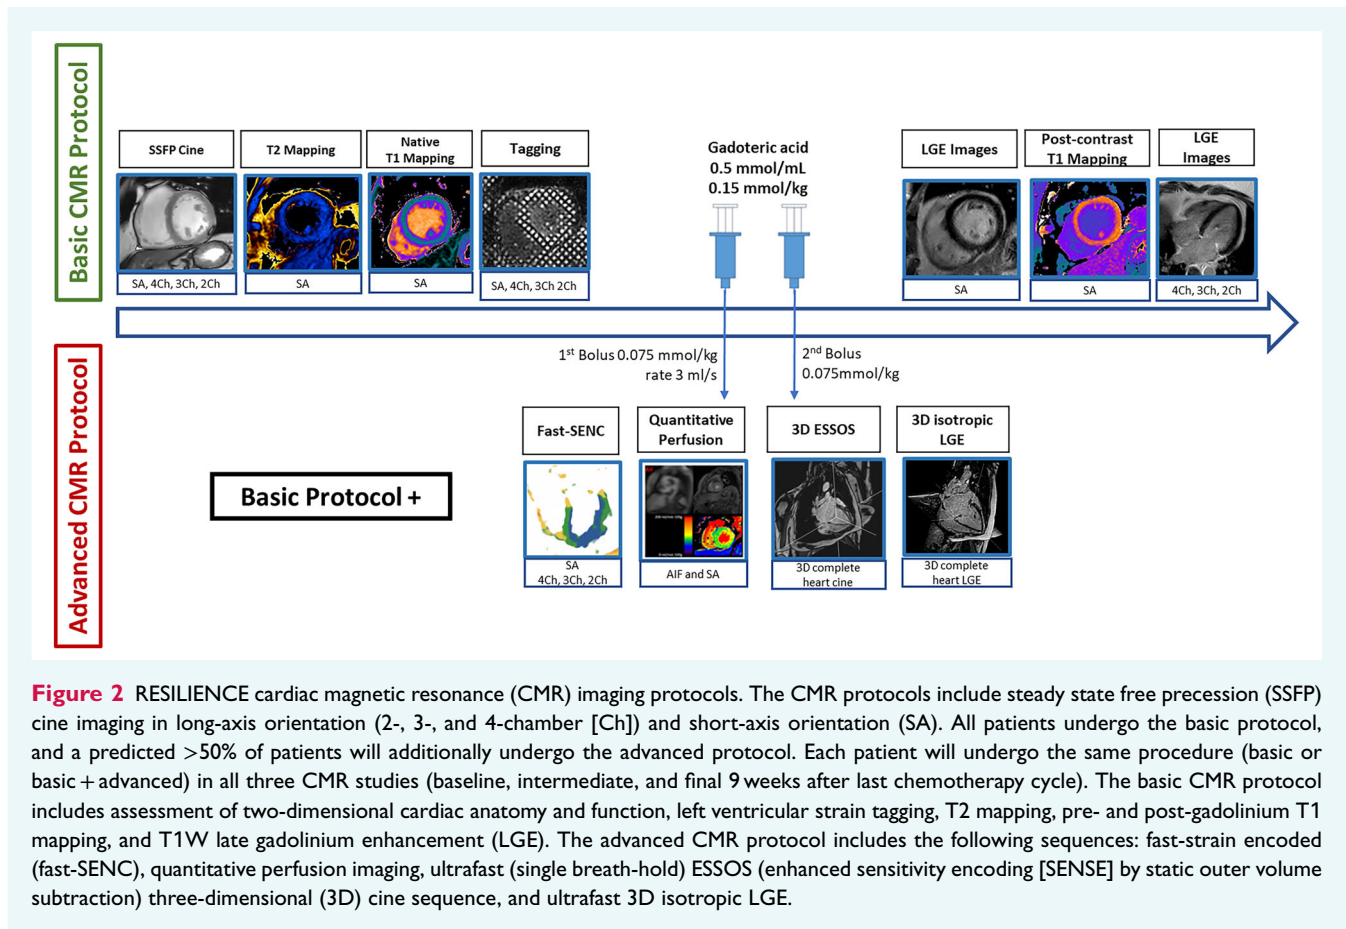 Basic CMR Protocol
SSFP Cine
T2 Mapping
Native
T1 Mapping
Tagging
SA, 4Ch, 3Ch, 2Ch
SA
SA
SA, 4Ch, 3Ch 2Ch
Gadoteric acid
0.5 mmol/mL
0.15 mmol/kg
LGE Images
Post-contrast
T1 Mapping
LGE
Images
SA
SA
4Ch, 3Ch, 2Ch
1st Bolus 0.075 mmol/kg
rate 3 ml/s
2nd Bolus
0.075mmol/kg
Advanced CMR Protocol
Basic Protocol +
Fast-SENC
Quantitative
Perfusion
3D ESSOS
3D isotropic
LGE
SA
4Ch, 3Ch, 2Ch
AIF and SA
3D complete
heart cine
3D complete
heart LGE
Figure 2 RESILIENCE cardiac magnetic resonance (CMR) imaging protocols. The CMR protocols include steady state free precession (SSFP)
cine imaging in long-axis orientation (2-, 3-, and 4-chamber [Ch]) and short-axis orientation (SA). All patients undergo the basic protocol,
and a predicted >50% of patients will additionally undergo the advanced protocol. Each patient will undergo the same procedure (basic or
basic + advanced) in all three CMR studies (baseline, intermediate, and final 9 weeks after last chemotherapy cycle). The basic CMR protocol
includes assessment of two-dimensional cardiac anatomy and function, left ventricular strain tagging, T2 mapping, pre- and post-gadolinium T1
mapping, and T1W late gadolinium enhancement (LGE). The advanced CMR protocol includes the following sequences: fast-strain encoded
(fast-SENC), quantitative perfusion imaging, ultrafast (single breath-hold) ESSOS (enhanced sensitivity encoding [SENSE] by static outer volume
subtraction) three-dimensional (3D) cine sequence, and ultrafast 3D isotropic LGE.